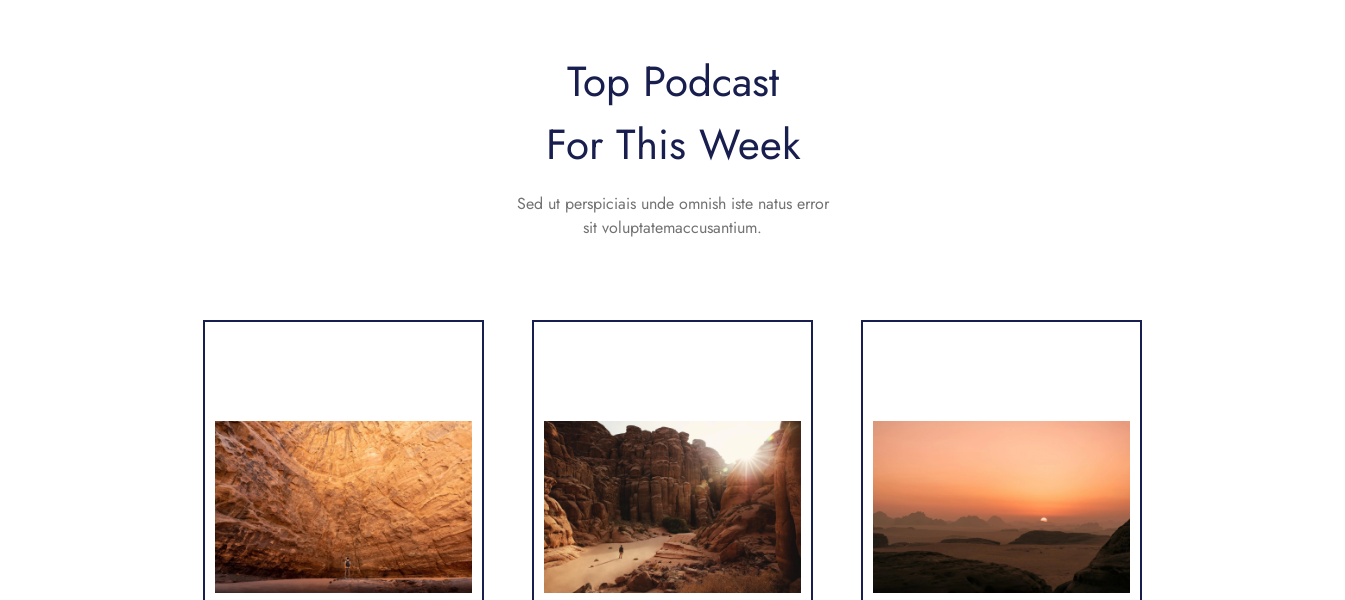 Top Podcast
For This Week
Sed ut perspiciais unde omnish iste natus error
sit voluptatemaccusantium.